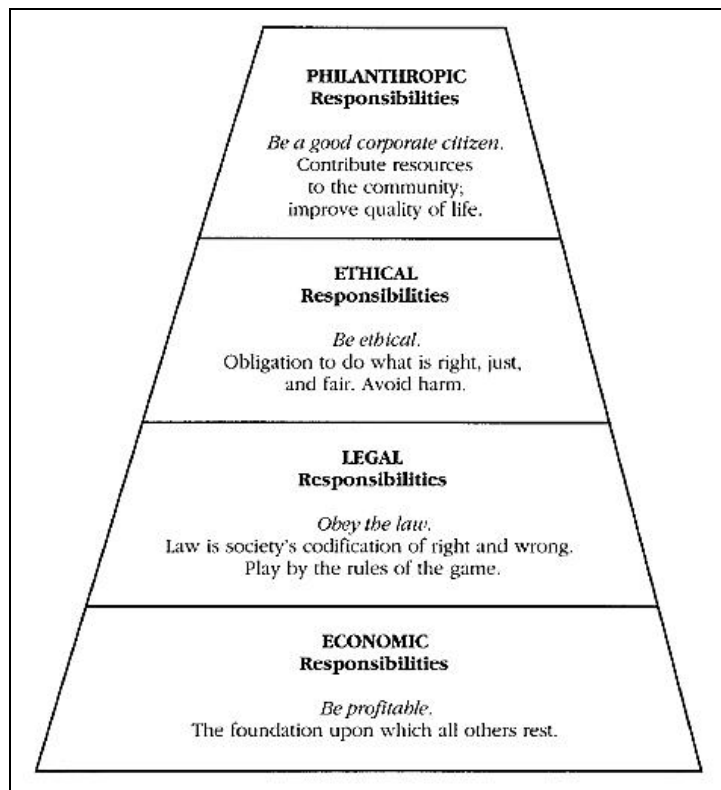 PHILANTHROPIC
Responsibilities
Be a good corporate citizen.
Contribute resources
to the community;
improve quality of life.
ETHICAL
Responsibilities
Be ethical.
Obligation to do what is right, just,
and fair. Avoid harm.
LEGAL
Responsibilities
Obey the law.
Law is society's codification of right and wrong.
Play by the rules of the game.
ECONOMIC
Responsibilities
Be profitable.
The foundation upon which all others rest.